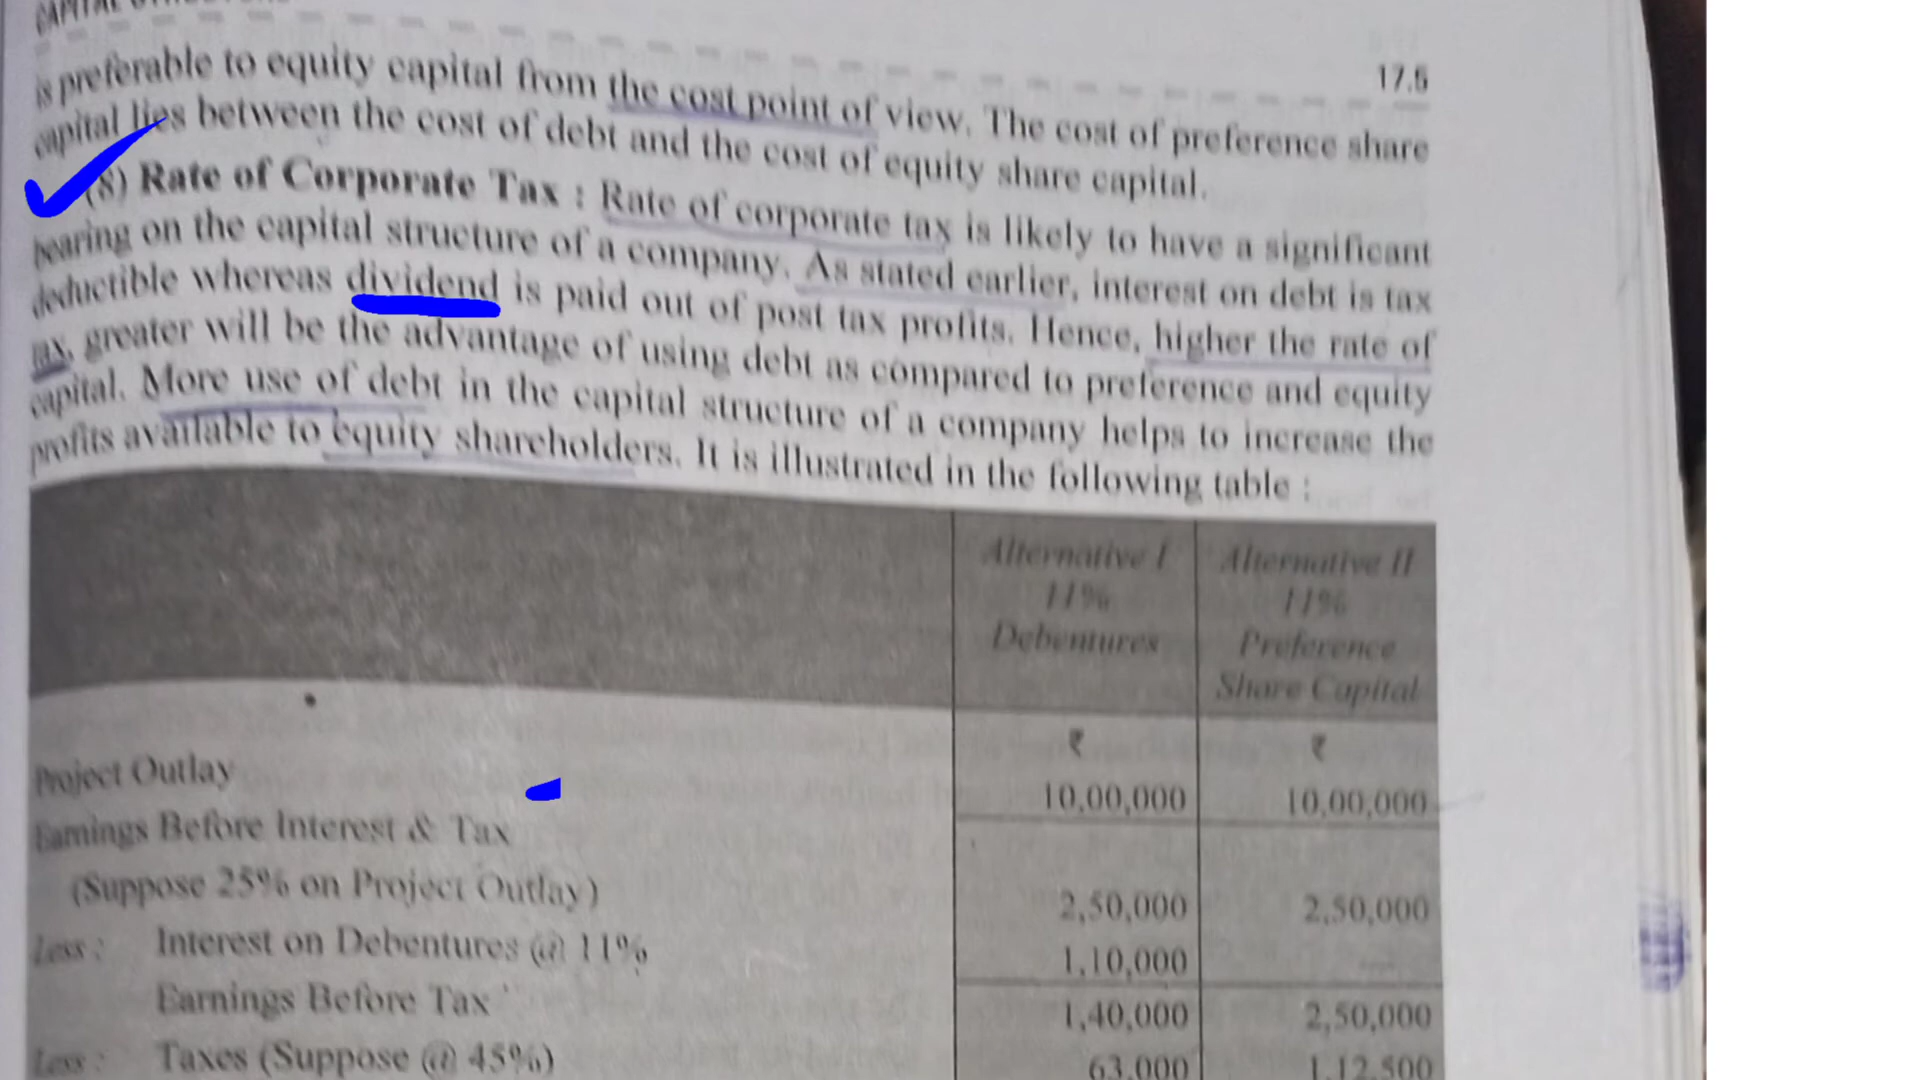 17.5
is preferable to equity capital from the cost point of view. The cost of preference share
capital lies between the cost of debt and the cost of equity share capital.
(8) Rate of Corporate Tax : Rate of corporate tax is likely to have a significant
bearing on the capital structure of a company. As stated earlier, interest on debt is tax
deductible whereas dividend is paid out of post tax profits. Hence, higher the rate of
tax, greater will be the advantage of using debt as compared to preference and equity
capital. More use of debt in the capital structure of a company helps to increase the
profits available to equity shareholders. It is illustrated in the following table :
Alternative I Alternative II
11% 11%
Debentures Preference
Share Capital
₹ ₹
Project Outlay 10,00,000 10,00,000
Earnings Before Interest & Tax
(Suppose 25% on Project Outlay) 2,50,000 2,50,000
Less : Interest on Debentures @ 11% 1,10,000 —
Earnings Before Tax 1,40,000 2,50,000
Less : Taxes (Suppose @ 45%) 63,000 1,12,500